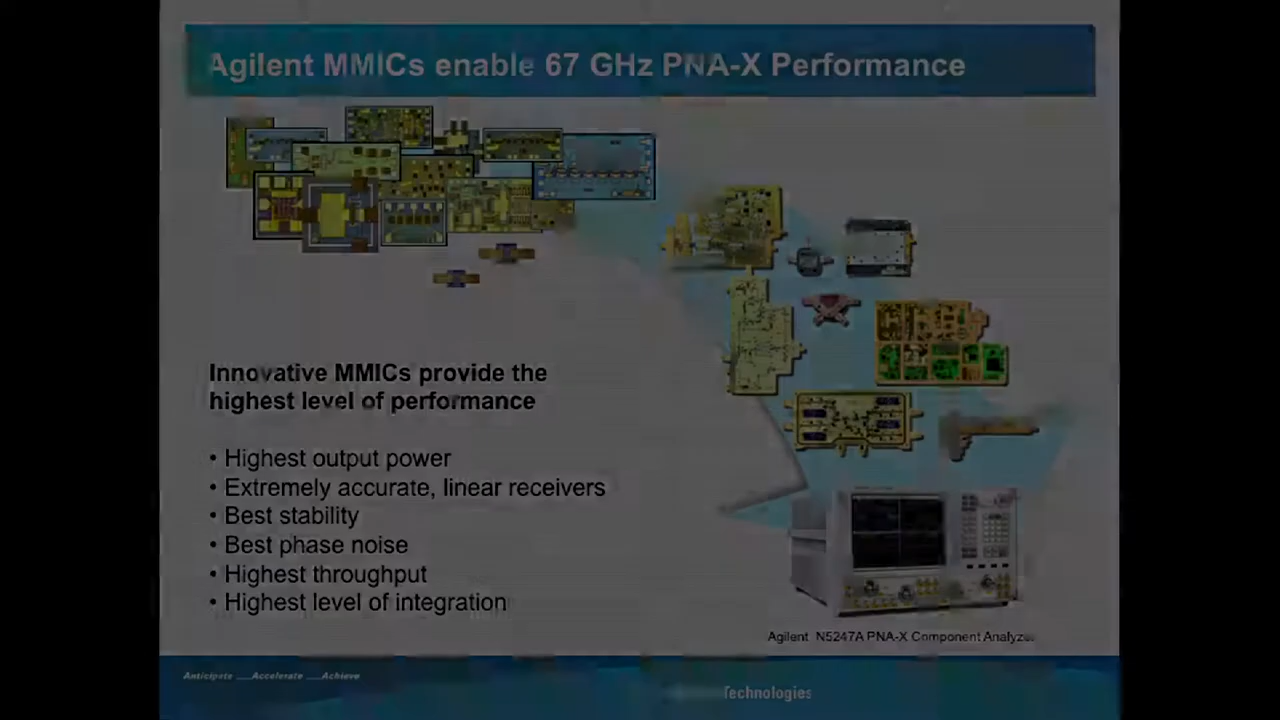 Agilent MMICs enable 67 GHz PNA-X Performance
Innovative MMICs provide the
highest level of performance
• Highest output power
• Extremely accurate, linear receivers
• Best stability
• Best phase noise
• Highest throughput
• Highest level of integration
Agilent N5247A PNA-X Component Analyzer
Anticipate ___Accelerate ___Achieve
Technologies